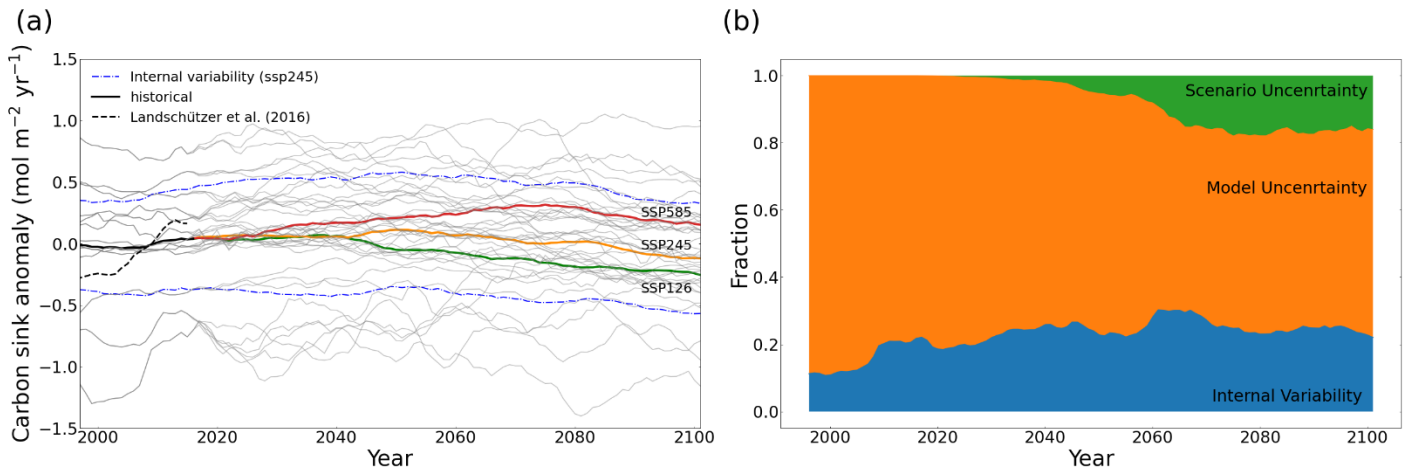 (a)
Carbon sink anomaly (mol m⁻² yr⁻¹)
1.5
1.0
0.5
0.0
−0.5
−1.0
−1.5
Internal variability (ssp245)
historical
Landschützer et al. (2016)
SSP585
SSP245
SSP126
2000 2020 2040 2060 2080 2100
Year
(b)
Fraction
1.0
0.8
0.6
0.4
0.2
0.0
Scenario Uncenrtainty
Model Uncenrtainty
Internal Variability
2000 2020 2040 2060 2080 2100
Year